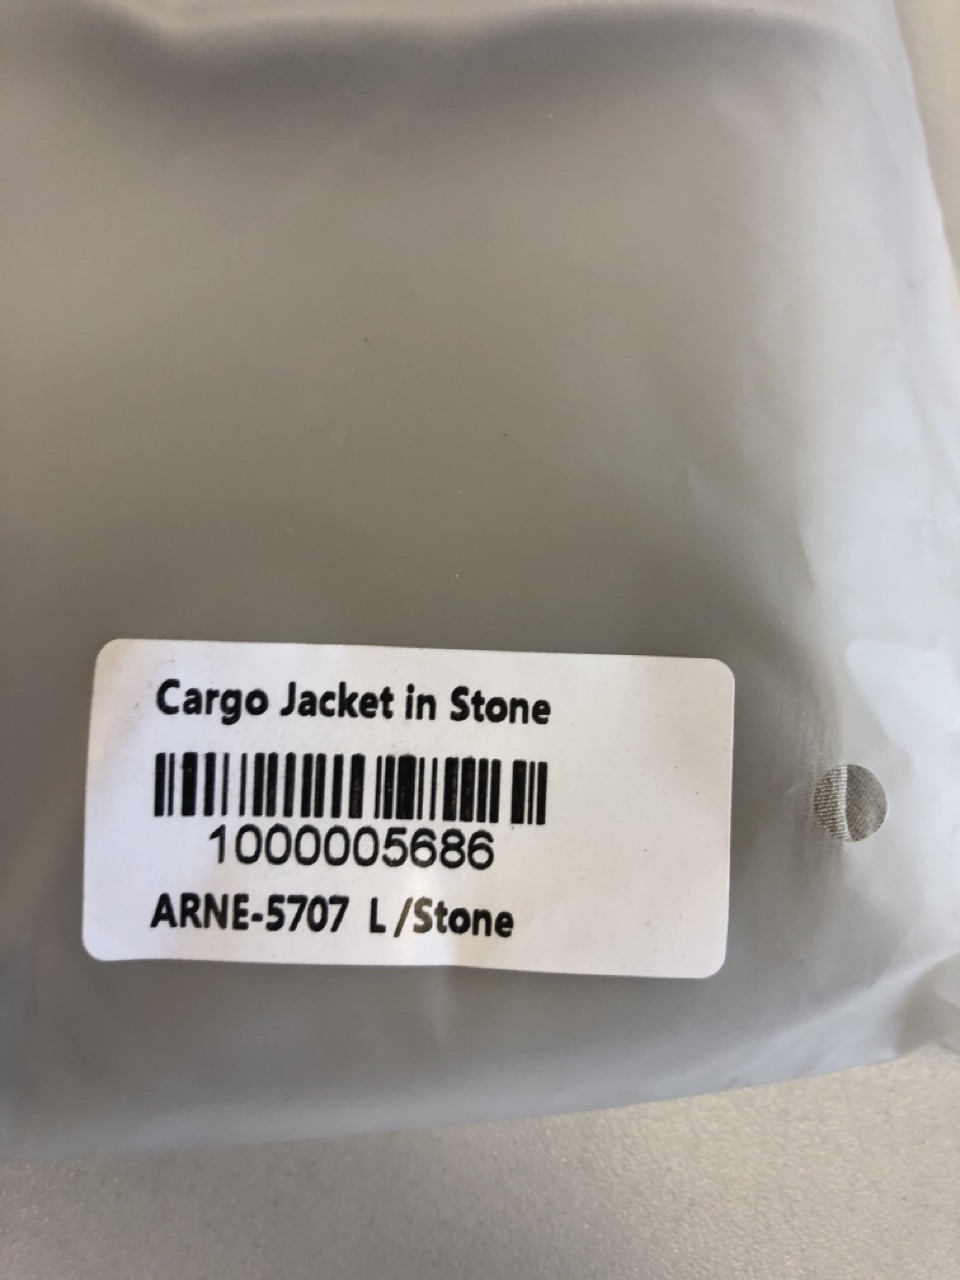 Cargo Jacket in Stone
1000005686
ARNE-5707 L /Stone